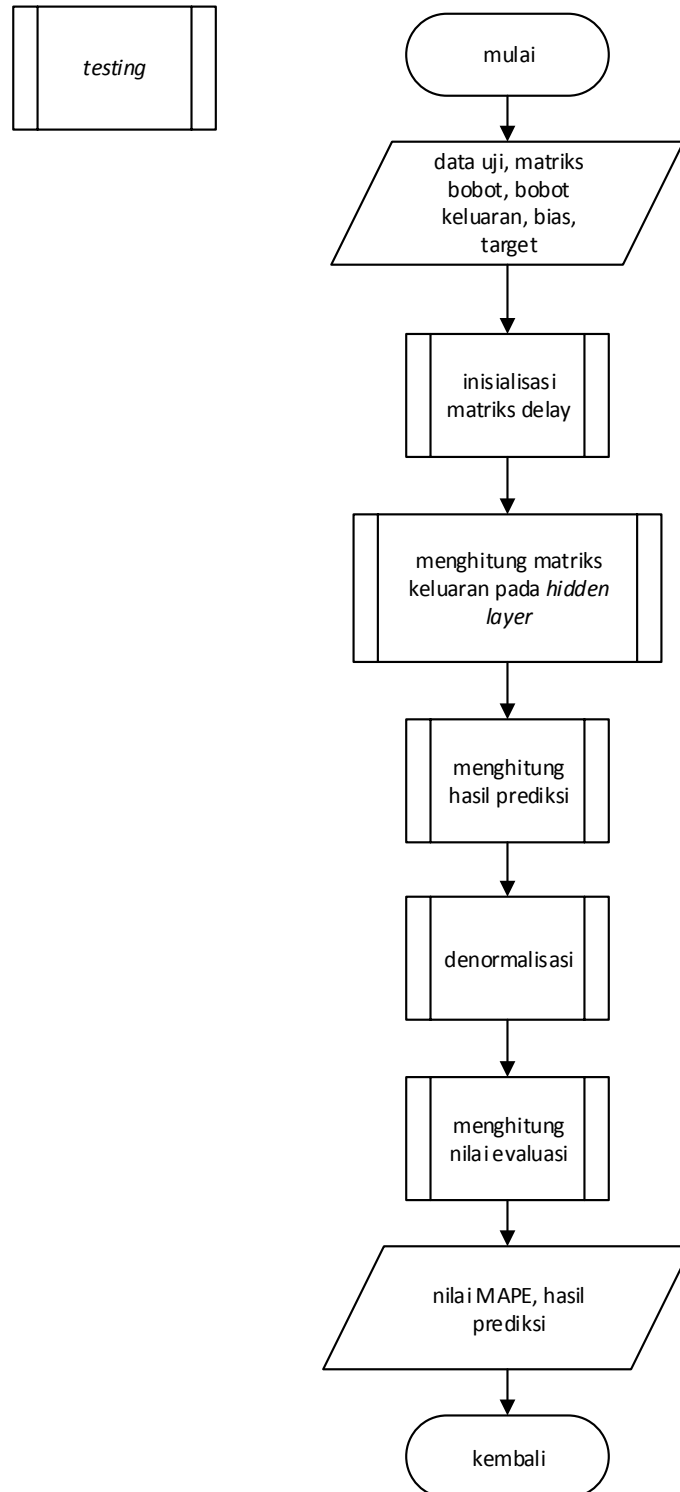 testing
mulai
data uji, matriks
bobot, bobot
keluaran, bias,
target
inisialisasi
matriks delay
menghitung matriks
keluaran pada hidden
layer
menghitung
hasil prediksi
denormalisasi
menghitung
nilai evaluasi
nilai MAPE, hasil
prediksi
kembali